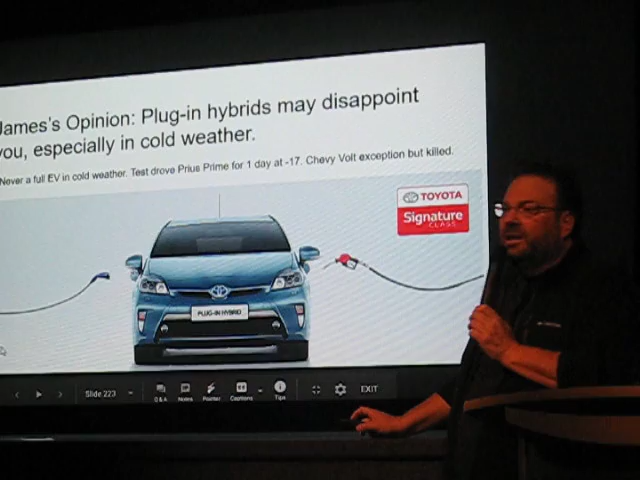 James's Opinion: Plug-in hybrids may disappoint
you, especially in cold weather.
Never a full EV in cold weather. Test drove Prius Prime for 1 day at -17. Chevy Volt exception but killed.
TOYOTA
Signature
CLASS
PLUG-IN HYBRID
Slide 223
Q&A Notes Pointer Captions Tips EXIT